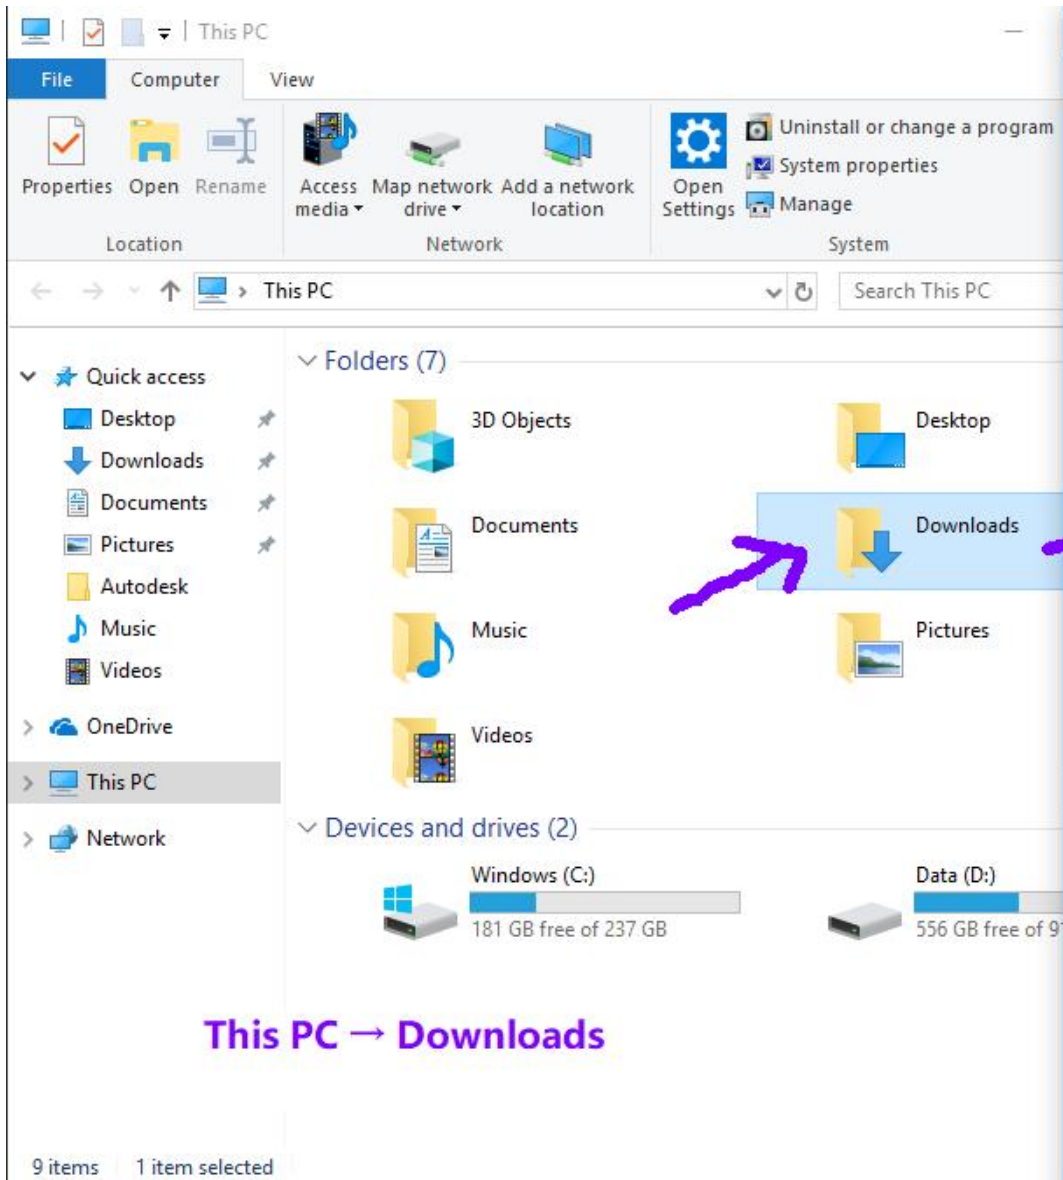 This PC
File Computer View
Properties Open Rename
Access media
Map network drive
Add a network location
Open Settings
Uninstall or change a program
System properties
Manage
Location Network System
This PC
Search This PC
Quick access
Desktop
Downloads
Documents
Pictures
Autodesk
Music
Videos
OneDrive
This PC
Network
Folders (7)
3D Objects
Desktop
Documents
Downloads
Music
Pictures
Videos
Devices and drives (2)
Windows (C:)
181 GB free of 237 GB
Data (D:)
556 GB free of
This PC → Downloads
9 items 1 item selected